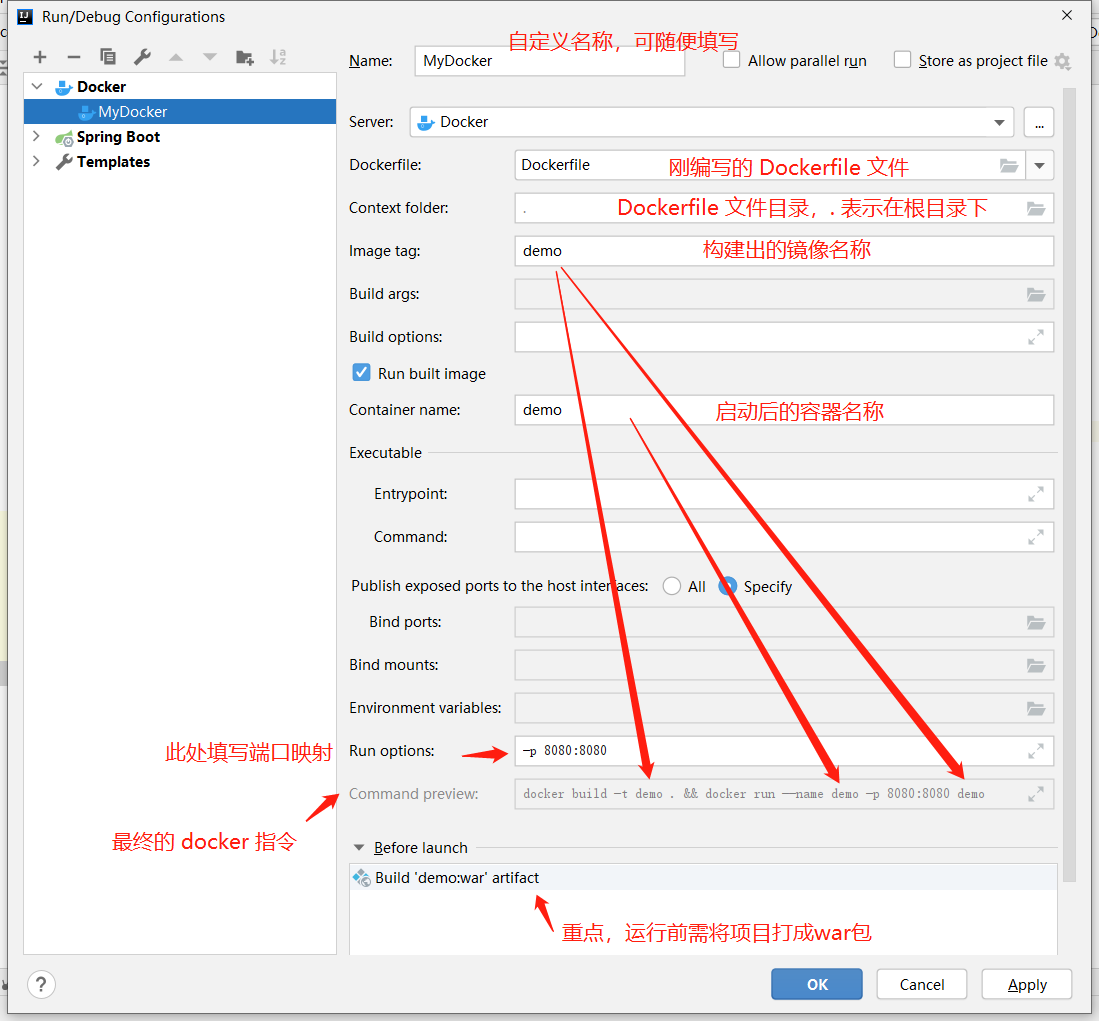 Run/Debug Configurations
自定义名称，可随便填写
Name: MyDocker Allow parallel run Store as project file
Docker
MyDocker
Spring Boot
Templates
Server: Docker ...
Dockerfile: Dockerfile 刚编写的 Dockerfile 文件
Context folder: . Dockerfile 文件目录，. 表示在根目录下
Image tag: demo 构建出的镜像名称
Build args:
Build options:
Run built image
Container name: demo 启动后的容器名称
Executable
Entrypoint:
Command:
Publish exposed ports to the host interfaces: All Specify
Bind ports:
Bind mounts:
Environment variables:
此处填写端口映射 Run options: -p 8080:8080
Command preview: docker build -t demo . && docker run --name demo -p 8080:8080 demo
最终的 docker 指令
Before launch
Build 'demo:war' artifact
重点，运行前需将项目打成war包
? OK Cancel Apply